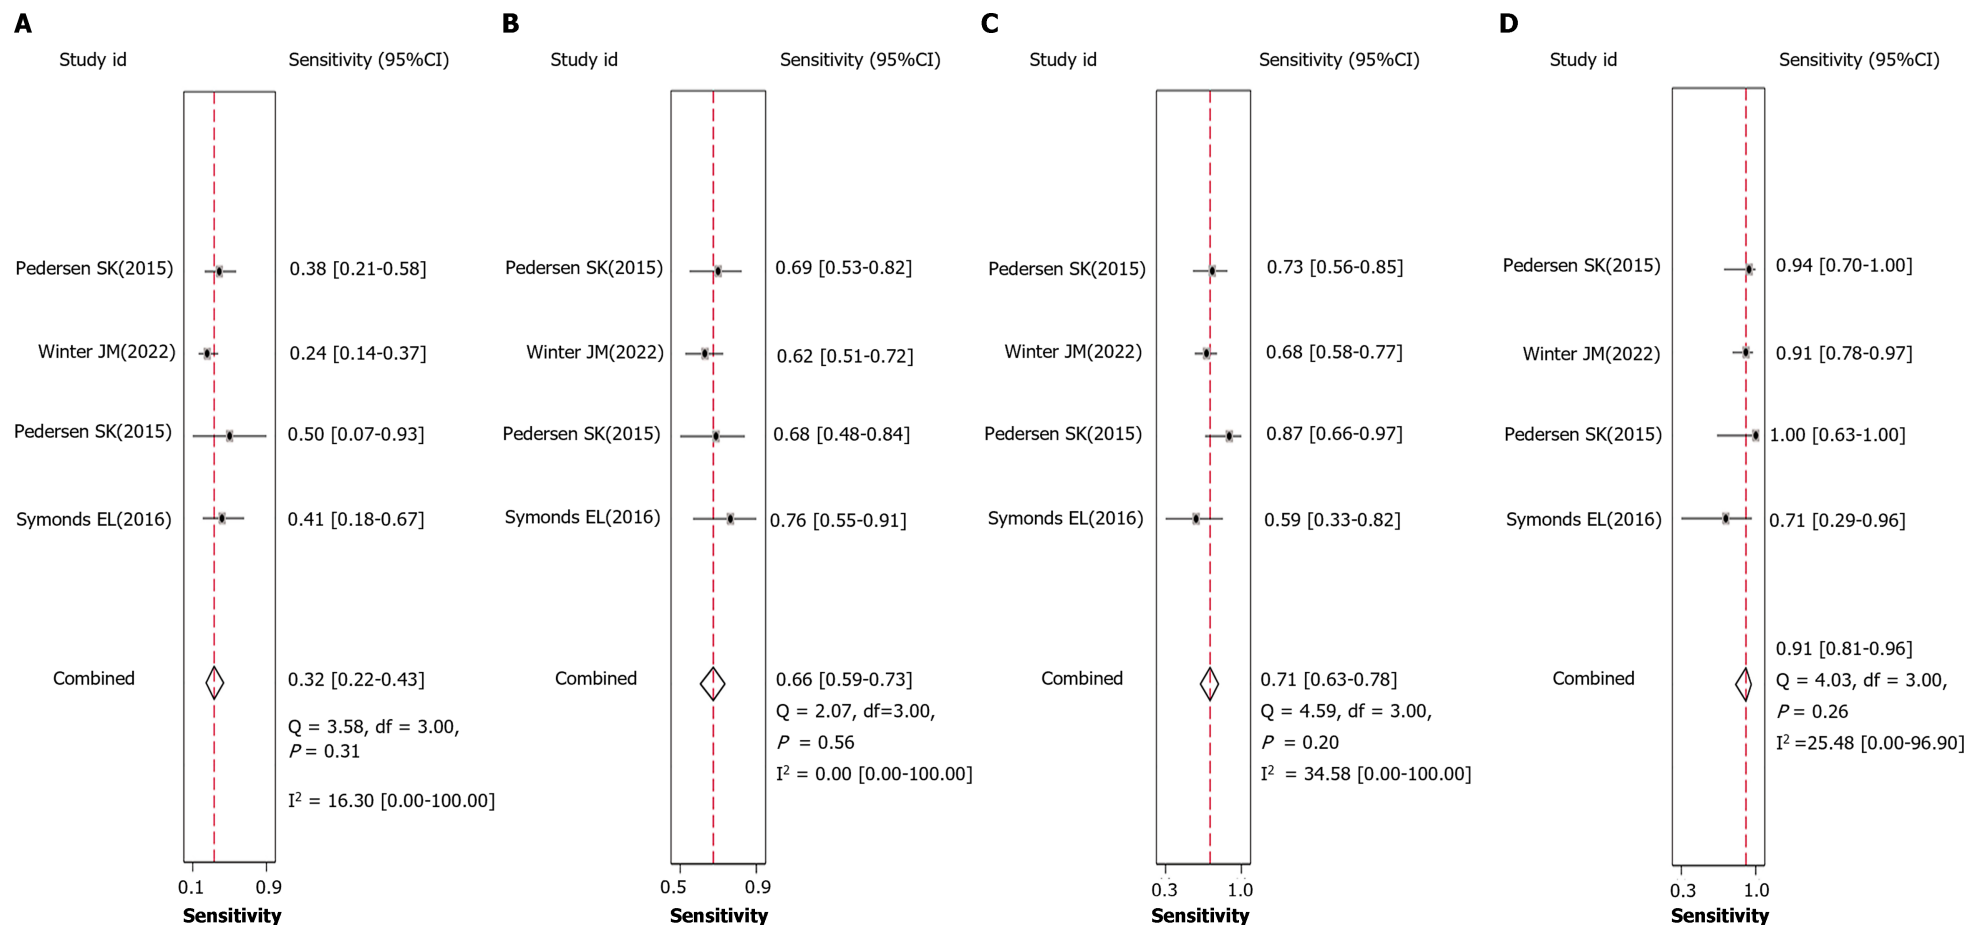 A
Study id
Sensitivity (95%CI)
Pedersen SK(2015)
0.38 [0.21-0.58]
Winter JM(2022)
0.24 [0.14-0.37]
Pedersen SK(2015)
0.50 [0.07-0.93]
Symonds EL(2016)
0.41 [0.18-0.67]
Combined
0.32 [0.22-0.43]
Q = 3.58, df = 3.00,
P = 0.31
I² = 16.30 [0.00-100.00]
0.1
0.9
Sensitivity
B
Study id
Sensitivity (95%CI)
Pedersen SK(2015)
0.69 [0.53-0.82]
Winter JM(2022)
0.62 [0.51-0.72]
Pedersen SK(2015)
0.68 [0.48-0.84]
Symonds EL(2016)
0.76 [0.55-0.91]
Combined
0.66 [0.59-0.73]
Q = 2.07, df=3.00,
P = 0.56
I² = 0.00 [0.00-100.00]
0.5
0.9
Sensitivity
C
Study id
Sensitivity (95%CI)
Pedersen SK(2015)
0.73 [0.56-0.85]
Winter JM(2022)
0.68 [0.58-0.77]
Pedersen SK(2015)
0.87 [0.66-0.97]
Symonds EL(2016)
0.59 [0.33-0.82]
Combined
0.71 [0.63-0.78]
Q = 4.59, df = 3.00,
P = 0.20
I² = 34.58 [0.00-100.00]
0.3
1.0
Sensitivity
D
Study id
Sensitivity (95%CI)
Pedersen SK(2015)
0.94 [0.70-1.00]
Winter JM(2022)
0.91 [0.78-0.97]
Pedersen SK(2015)
1.00 [0.63-1.00]
Symonds EL(2016)
0.71 [0.29-0.96]
Combined
0.91 [0.81-0.96]
Q = 4.03, df = 3.00,
P = 0.26
I² =25.48 [0.00-96.90]
0.3
1.0
Sensitivity